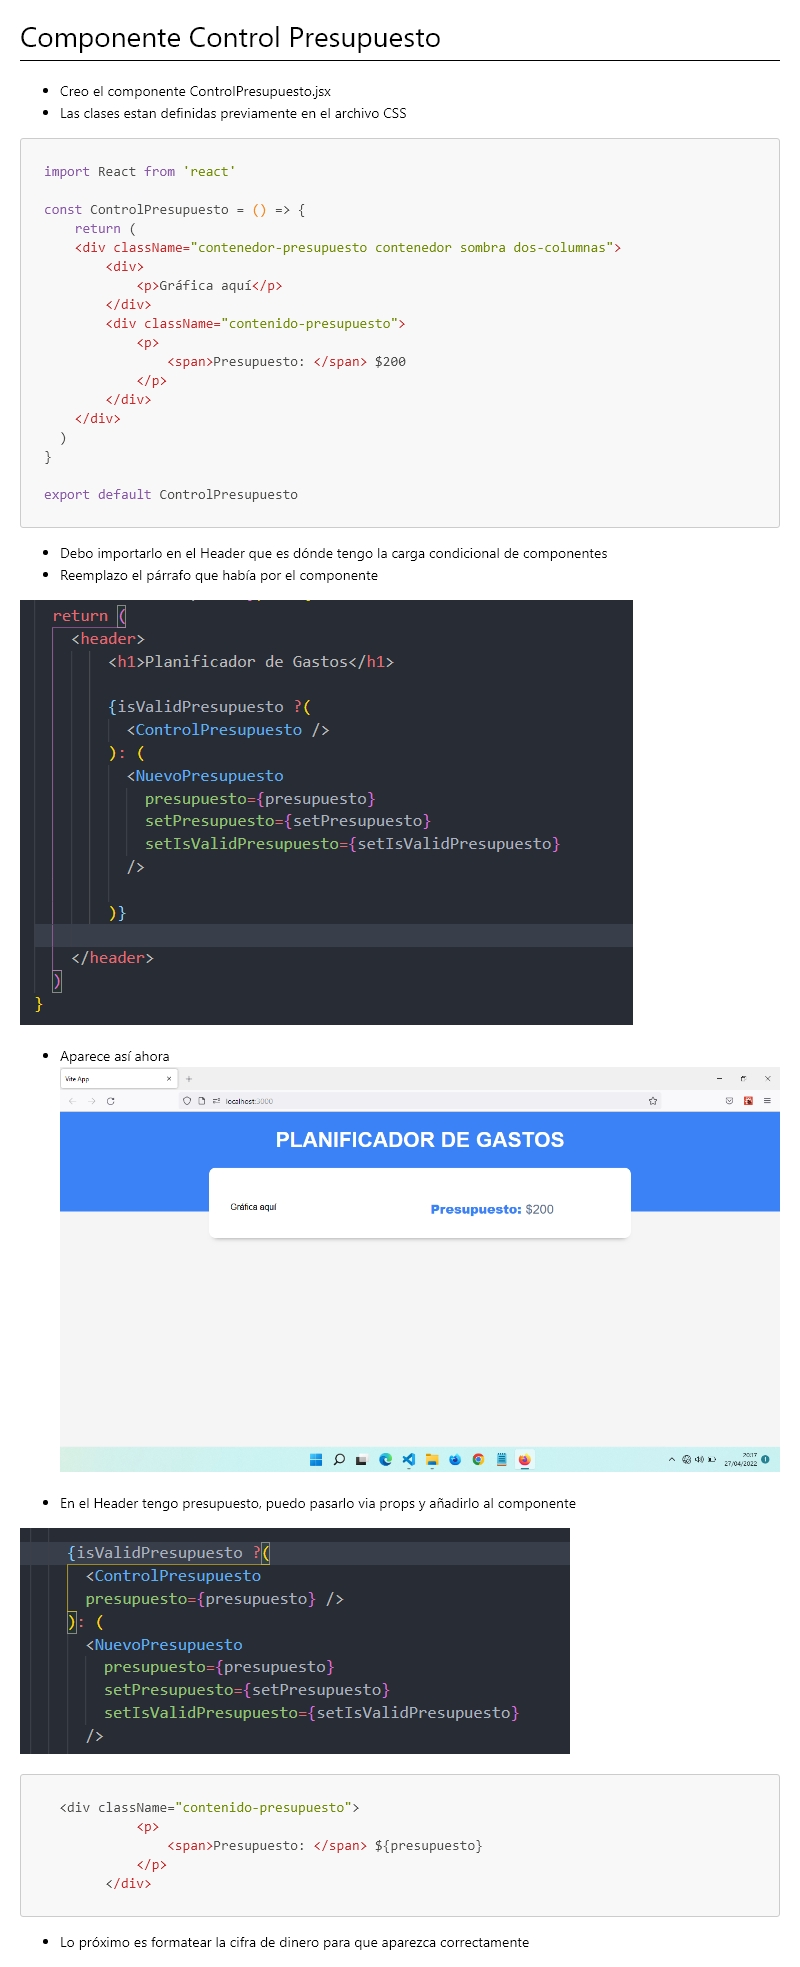 Componente Control Presupuesto
• Creo el componente ControlPresupuesto.jsx
• Las clases estan definidas previamente en el archivo CSS
import React from 'react'
const ControlPresupuesto = () => {
    return (
    <div className="contenedor-presupuesto contenedor sombra dos-columnas">
        <div>
            <p>Gráfica aquí</p>
        </div>
        <div className="contenido-presupuesto">
            <p>
                <span>Presupuesto: </span> $200
            </p>
        </div>
    </div>
  )
}
export default ControlPresupuesto
• Debo importarlo en el Header que es dónde tengo la carga condicional de componentes
• Reemplazo el párrafo que había por el componente
return (
  <header>
      <h1>Planificador de Gastos</h1>
      {isValidPresupuesto ?(
        <ControlPresupuesto />
      ): (
        <NuevoPresupuesto
          presupuesto={presupuesto}
          setPresupuesto={setPresupuesto}
          setIsValidPresupuesto={setIsValidPresupuesto}
        />
      )}
  </header>
)
}
• Aparece así ahora
Vite App
localhost:3000
PLANIFICADOR DE GASTOS
Gráfica aquí
Presupuesto: $200
20:17
27/04/2022
• En el Header tengo presupuesto, puedo pasarlo via props y añadirlo al componente
{isValidPresupuesto ?(
  <ControlPresupuesto
  presupuesto={presupuesto} />
): (
  <NuevoPresupuesto
    presupuesto={presupuesto}
    setPresupuesto={setPresupuesto}
    setIsValidPresupuesto={setIsValidPresupuesto}
  />
<div className="contenido-presupuesto">
            <p>
                <span>Presupuesto: </span> ${presupuesto}
            </p>
        </div>
• Lo próximo es formatear la cifra de dinero para que aparezca correctamente